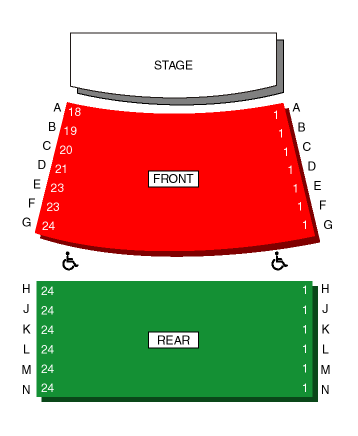 STAGE
A 18 1 A
B 19 1 B
C 20 1 C
D 21 1 D
E 23 FRONT 1 E
F 23 1 F
G 24 1 G
H 24 1 H
J 24 1 J
K 24 REAR 1 K
L 24 1 L
M 24 1 M
N 24 1 N